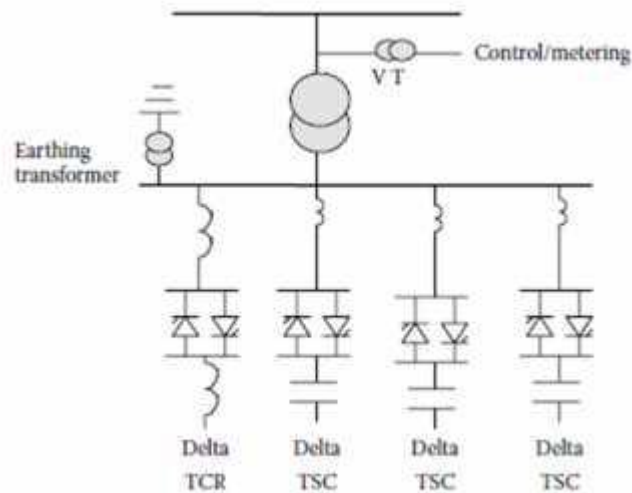 Control/metering
V T
Earthing
transformer
Delta Delta Delta Delta
TCR TSC TSC TSC